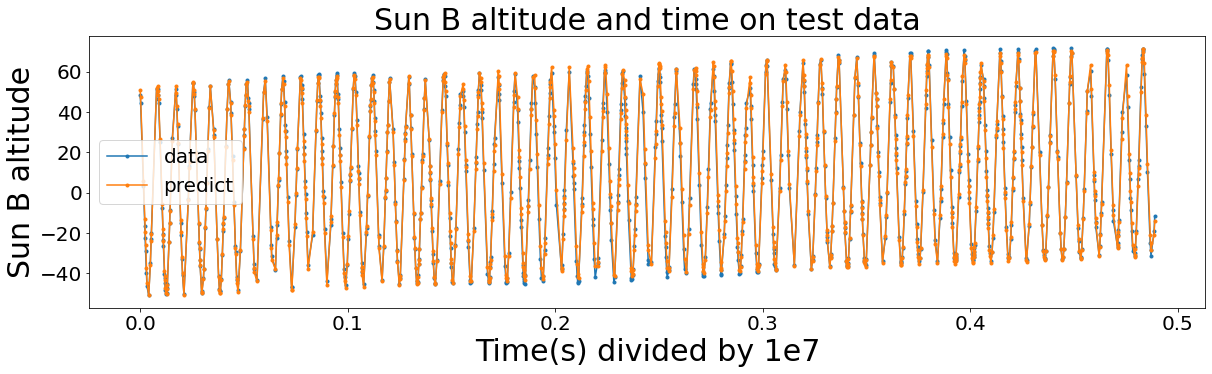 Sun B altitude and time on test data
Sun B altitude
60
40
20
0
−20
−40
data
predict
0.0 0.1 0.2 0.3 0.4 0.5
Time(s) divided by 1e7